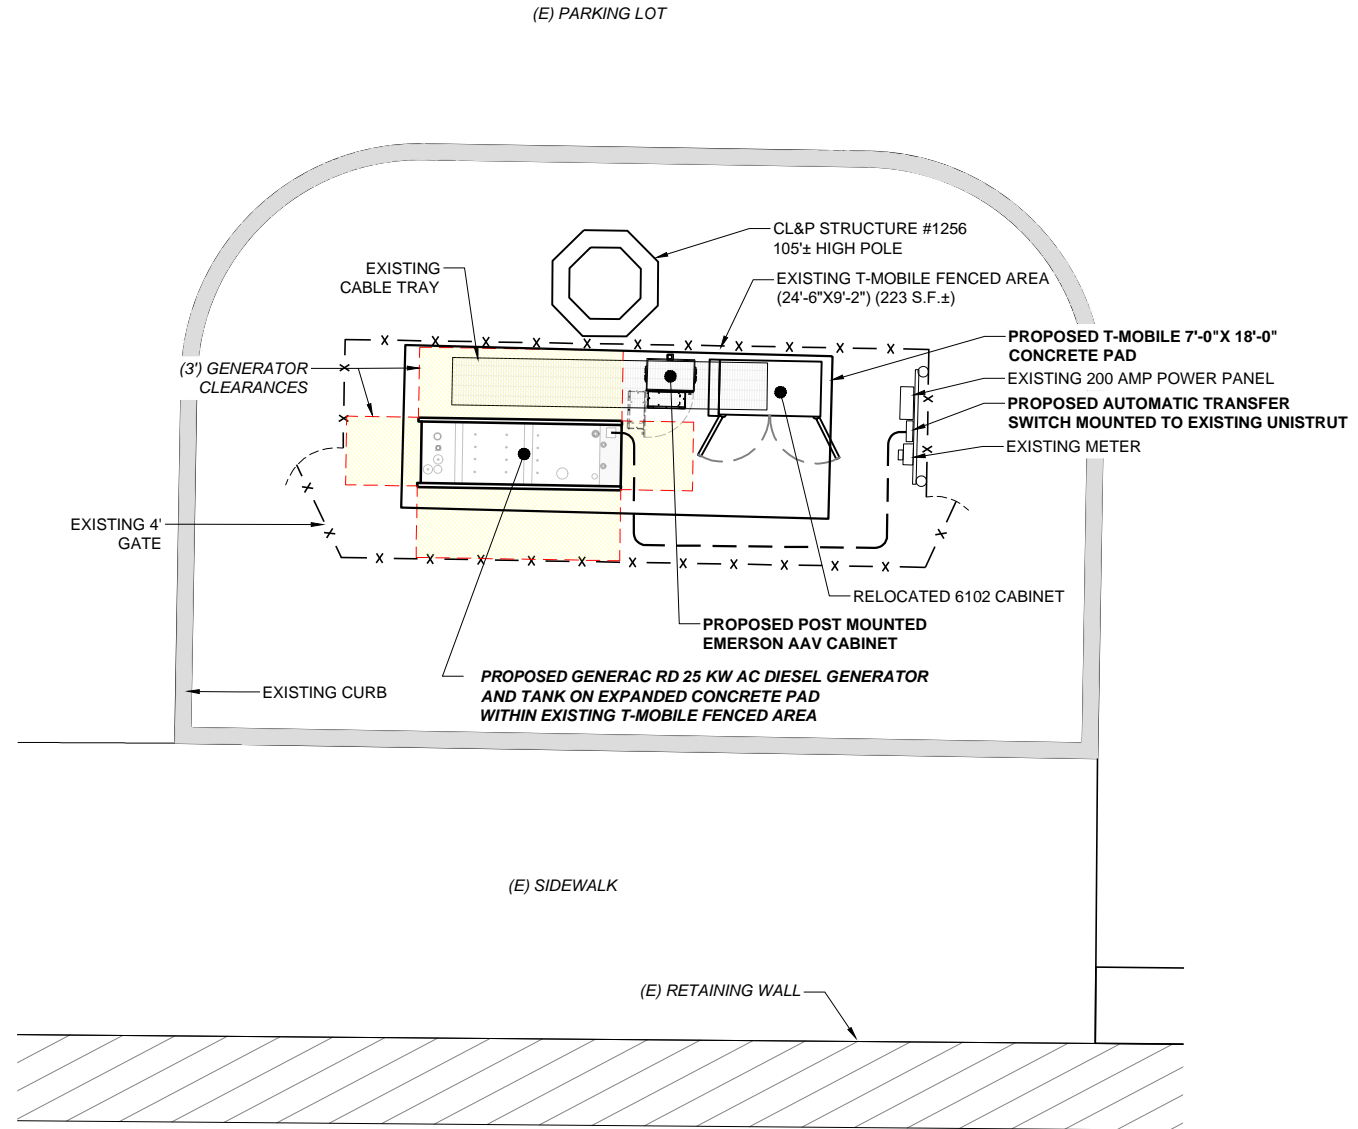 (E) PARKING LOT
CL&P STRUCTURE #1256
105'± HIGH POLE
EXISTING
CABLE TRAY
EXISTING T-MOBILE FENCED AREA
(24'-6"X9'-2") (223 S.F.±)
PROPOSED T-MOBILE 7'-0"X 18'-0"
CONCRETE PAD
(3') GENERATOR
CLEARANCES
EXISTING 200 AMP POWER PANEL
PROPOSED AUTOMATIC TRANSFER
SWITCH MOUNTED TO EXISTING UNISTRUT
EXISTING METER
EXISTING 4'
GATE
RELOCATED 6102 CABINET
PROPOSED POST MOUNTED
EMERSON AAV CABINET
PROPOSED GENERAC RD 25 KW AC DIESEL GENERATOR
AND TANK ON EXPANDED CONCRETE PAD
WITHIN EXISTING T-MOBILE FENCED AREA
EXISTING CURB
(E) SIDEWALK
(E) RETAINING WALL